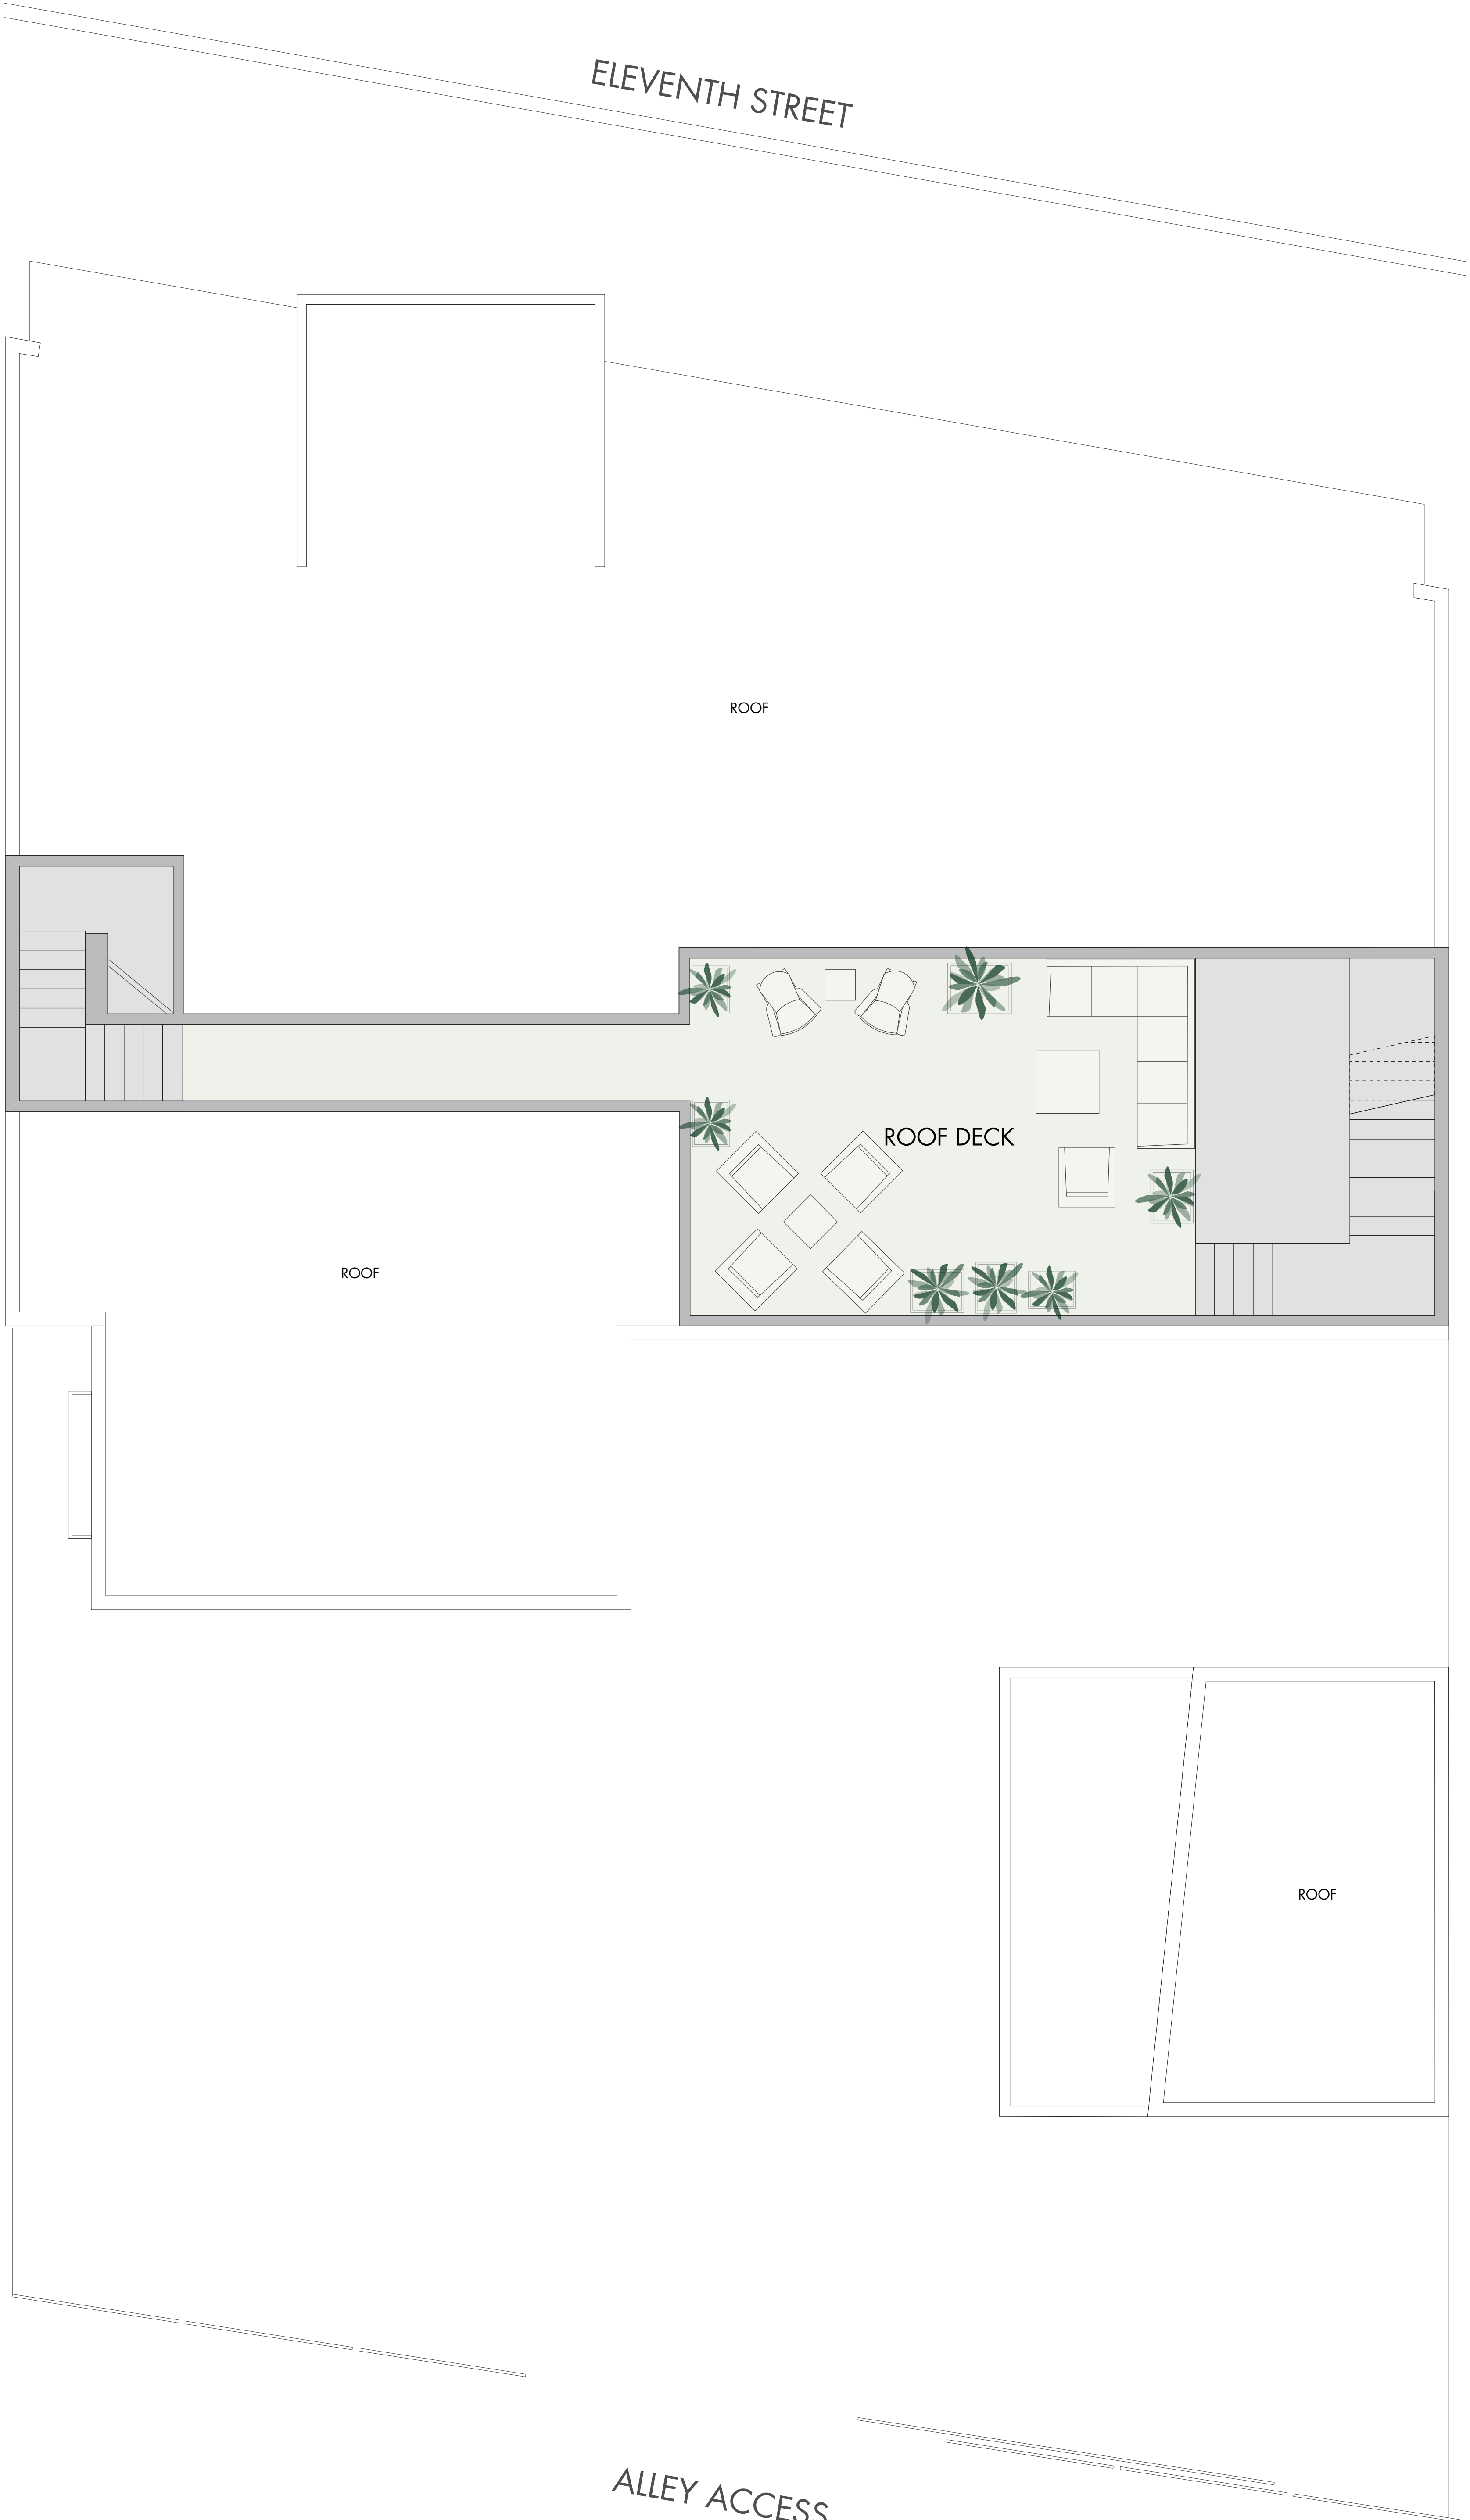 ELEVENTH STREET
ROOF
ROOF DECK
ROOF
ROOF
ALLEY ACCESS